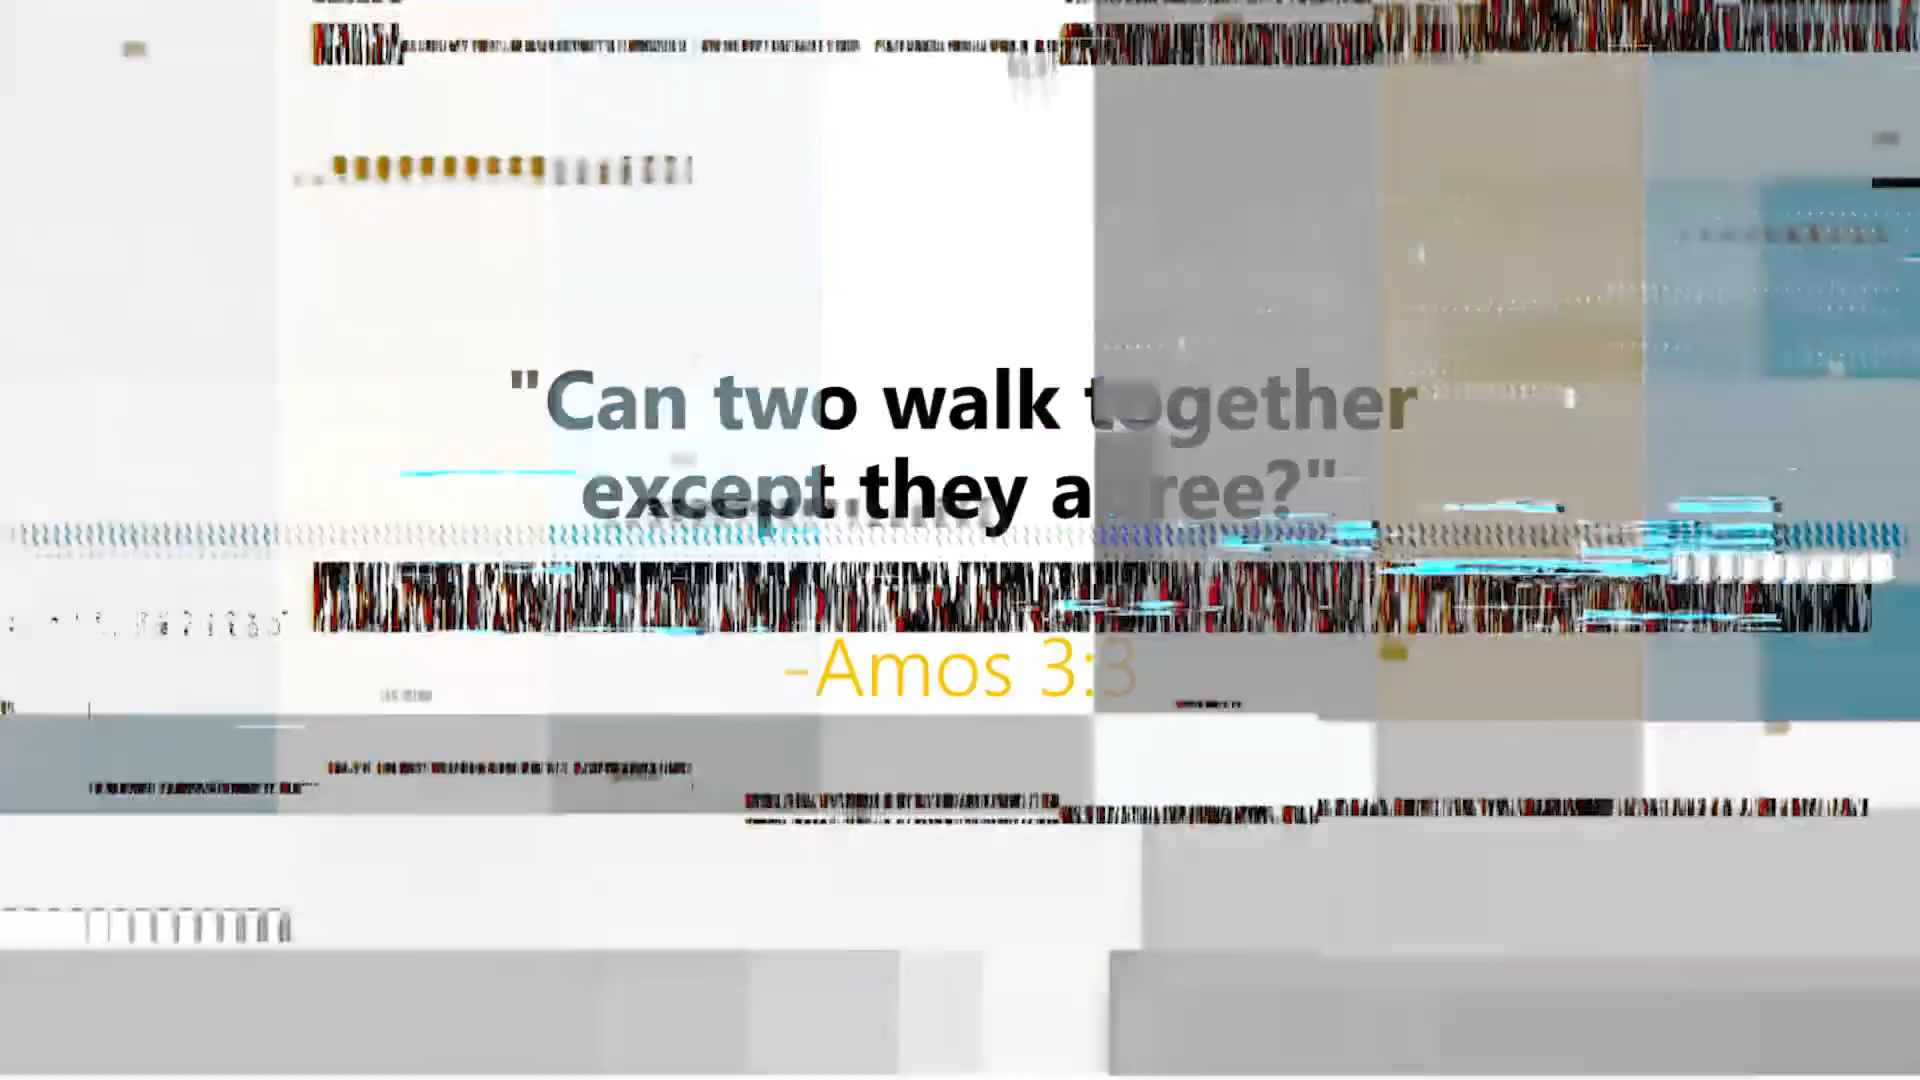 "Can two walk together
except they agree?"
-Amos 3:3